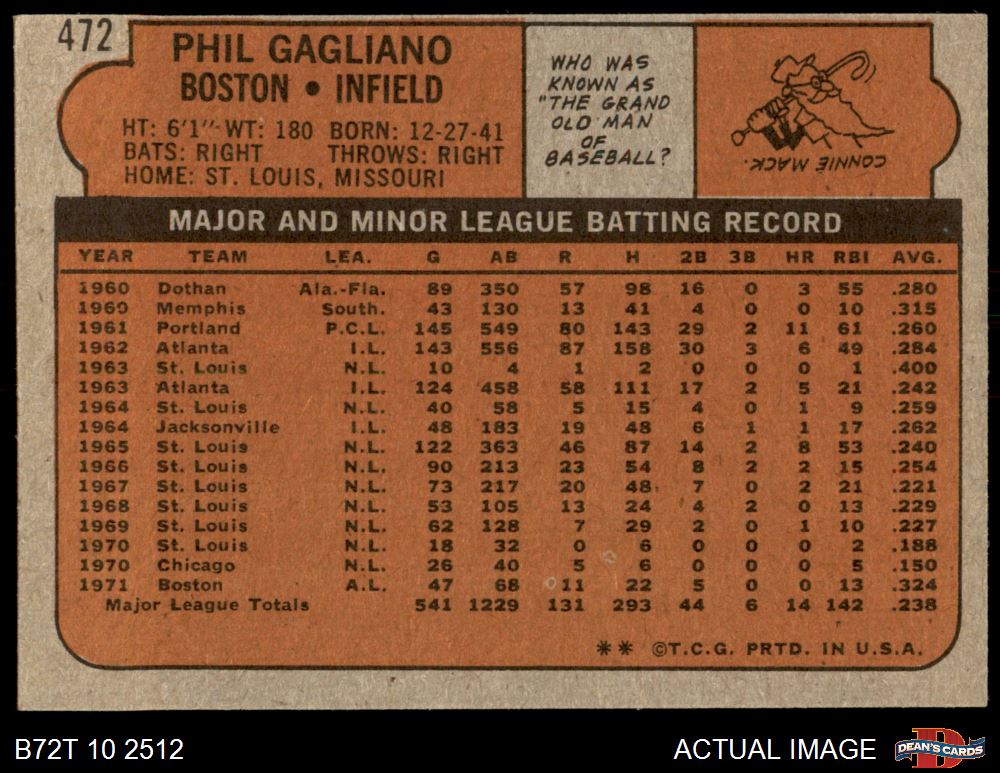 472
PHIL GAGLIANO
BOSTON • INFIELD
HT: 6'1" WT: 180 BORN: 12-27-41
BATS: RIGHT THROWS: RIGHT
HOME: ST. LOUIS, MISSOURI
WHO WAS
KNOWN AS
"THE GRAND
OLD MAN
OF
BASEBALL?
CONNIE MACK.
MAJOR AND MINOR LEAGUE BATTING RECORD
YEAR TEAM LEA. G AB R H 2B 3B HR RBI AVG.
1960 Dothan Ala.-Fla. 89 350 57 98 16 0 3 55 .280
1960 Memphis South. 43 130 13 41 4 0 0 10 .315
1961 Portland P.C.L. 145 549 80 143 29 2 11 61 .260
1962 Atlanta I.L. 143 556 87 158 30 3 6 49 .284
1963 St. Louis N.L. 10 4 1 2 0 0 0 1 .400
1963 Atlanta I.L. 124 458 58 111 17 2 5 21 .242
1964 St. Louis N.L. 40 58 5 15 4 0 1 9 .259
1964 Jacksonville I.L. 48 183 19 48 6 1 1 17 .262
1965 St. Louis N.L. 122 363 46 87 14 2 8 53 .240
1966 St. Louis N.L. 90 213 23 54 8 2 2 15 .254
1967 St. Louis N.L. 73 217 20 48 7 0 2 21 .221
1968 St. Louis N.L. 53 105 13 24 4 2 0 13 .229
1969 St. Louis N.L. 62 128 7 29 2 0 1 10 .227
1970 St. Louis N.L. 18 32 0 6 0 0 0 2 .188
1970 Chicago N.L. 26 40 5 6 0 0 0 5 .150
1971 Boston A.L. 47 68 11 22 5 0 0 13 .324
Major League Totals 541 1229 131 293 44 6 14 142 .238
** ©T.C.G. PRTD. IN U.S.A.
B72T 10 2512
ACTUAL IMAGE
D
DEAN'S CARDS